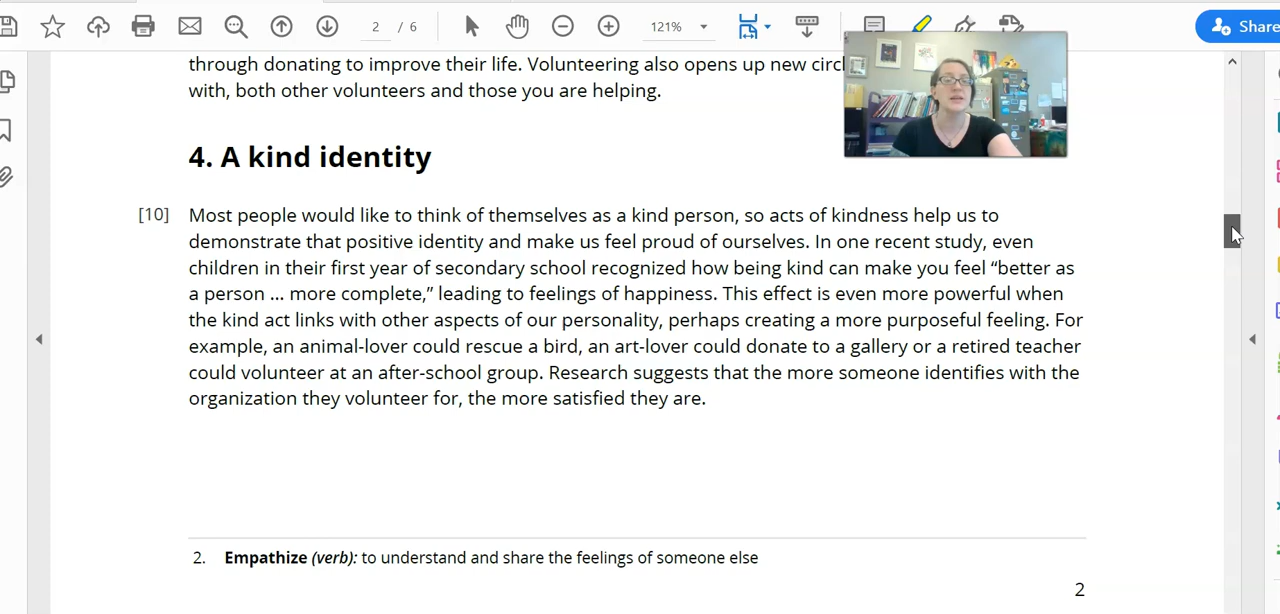 2 / 6
121%
Share
though donating to improve their life. Volunteering also opens up new circl
with, both other volunteers and those you are helping.
4. A kind identity
[10] Most people would like to think of themselves as a kind person, so acts of kindness help us to
demonstrate that positive identity and make us feel proud of ourselves. In one recent study, even
children in their first year of secondary school recognized how being kind can make you feel “better as
a person ... more complete,” leading to feelings of happiness. This effect is even more powerful when
the kind act links with other aspects of our personality, perhaps creating a more purposeful feeling. For
example, an animal-lover could rescue a bird, an art-lover could donate to a gallery or a retired teacher
could volunteer at an after-school group. Research suggests that the more someone identifies with the
organization they volunteer for, the more satisfied they are.
2. Empathize (verb): to understand and share the feelings of someone else
2